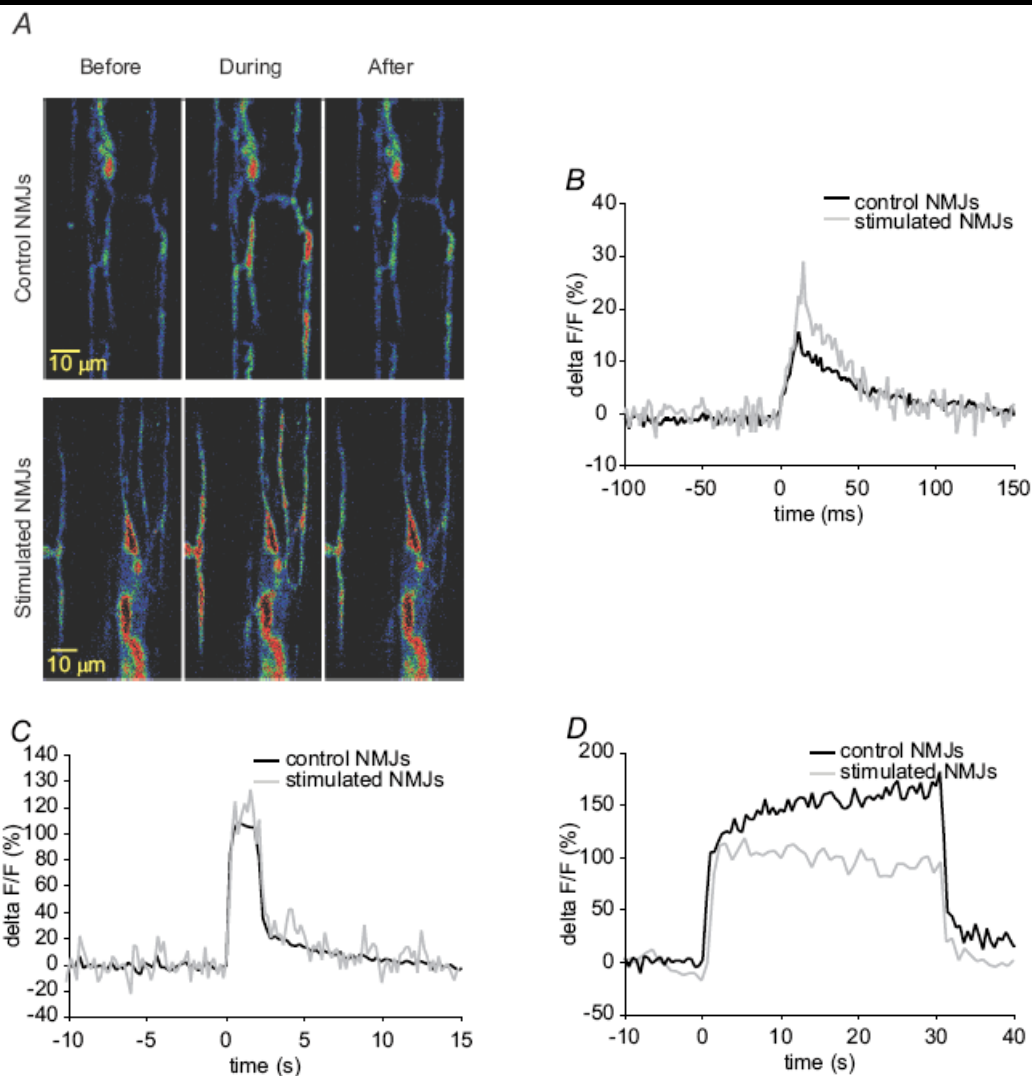 A
Before During After
Control NMJs
10 μm
Stimulated NMJs
10 μm
B
control NMJs
stimulated NMJs
40
30
20
10
0
-10
delta F/F (%)
-100 -50 0 50 100 150
time (ms)
C
control NMJs
stimulated NMJs
140
130
120
100
80
60
40
20
0
-20
-40
delta F/F (%)
-10 -5 0 5 10 15
time (s)
D
control NMJs
stimulated NMJs
200
150
100
50
0
-50
delta F/F (%)
-10 0 10 20 30 40
time (s)